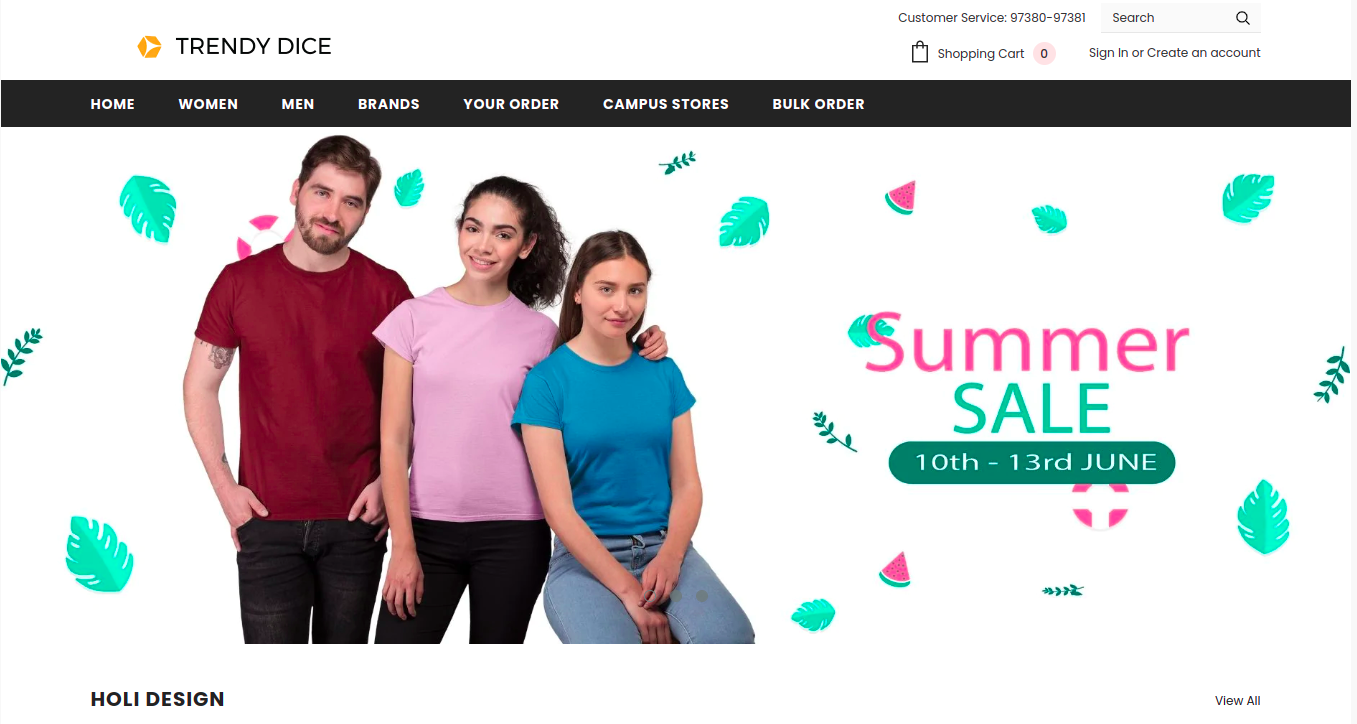 Customer Service: 97380-97381
Search
TRENDY DICE
Shopping Cart 0
Sign In or Create an account
HOME WOMEN MEN BRANDS YOUR ORDER CAMPUS STORES BULK ORDER
Summer
SALE
10th - 13rd JUNE
HOLI DESIGN
View All